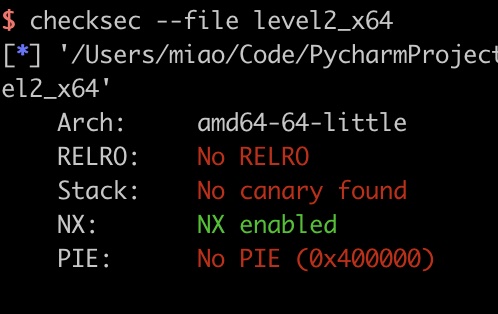 $ checksec --file level2_x64
[*] '/Users/miao/Code/PycharmProject
el2_x64'
Arch: amd64-64-little
RELRO: No RELRO
Stack: No canary found
NX: NX enabled
PIE: No PIE (0x400000)